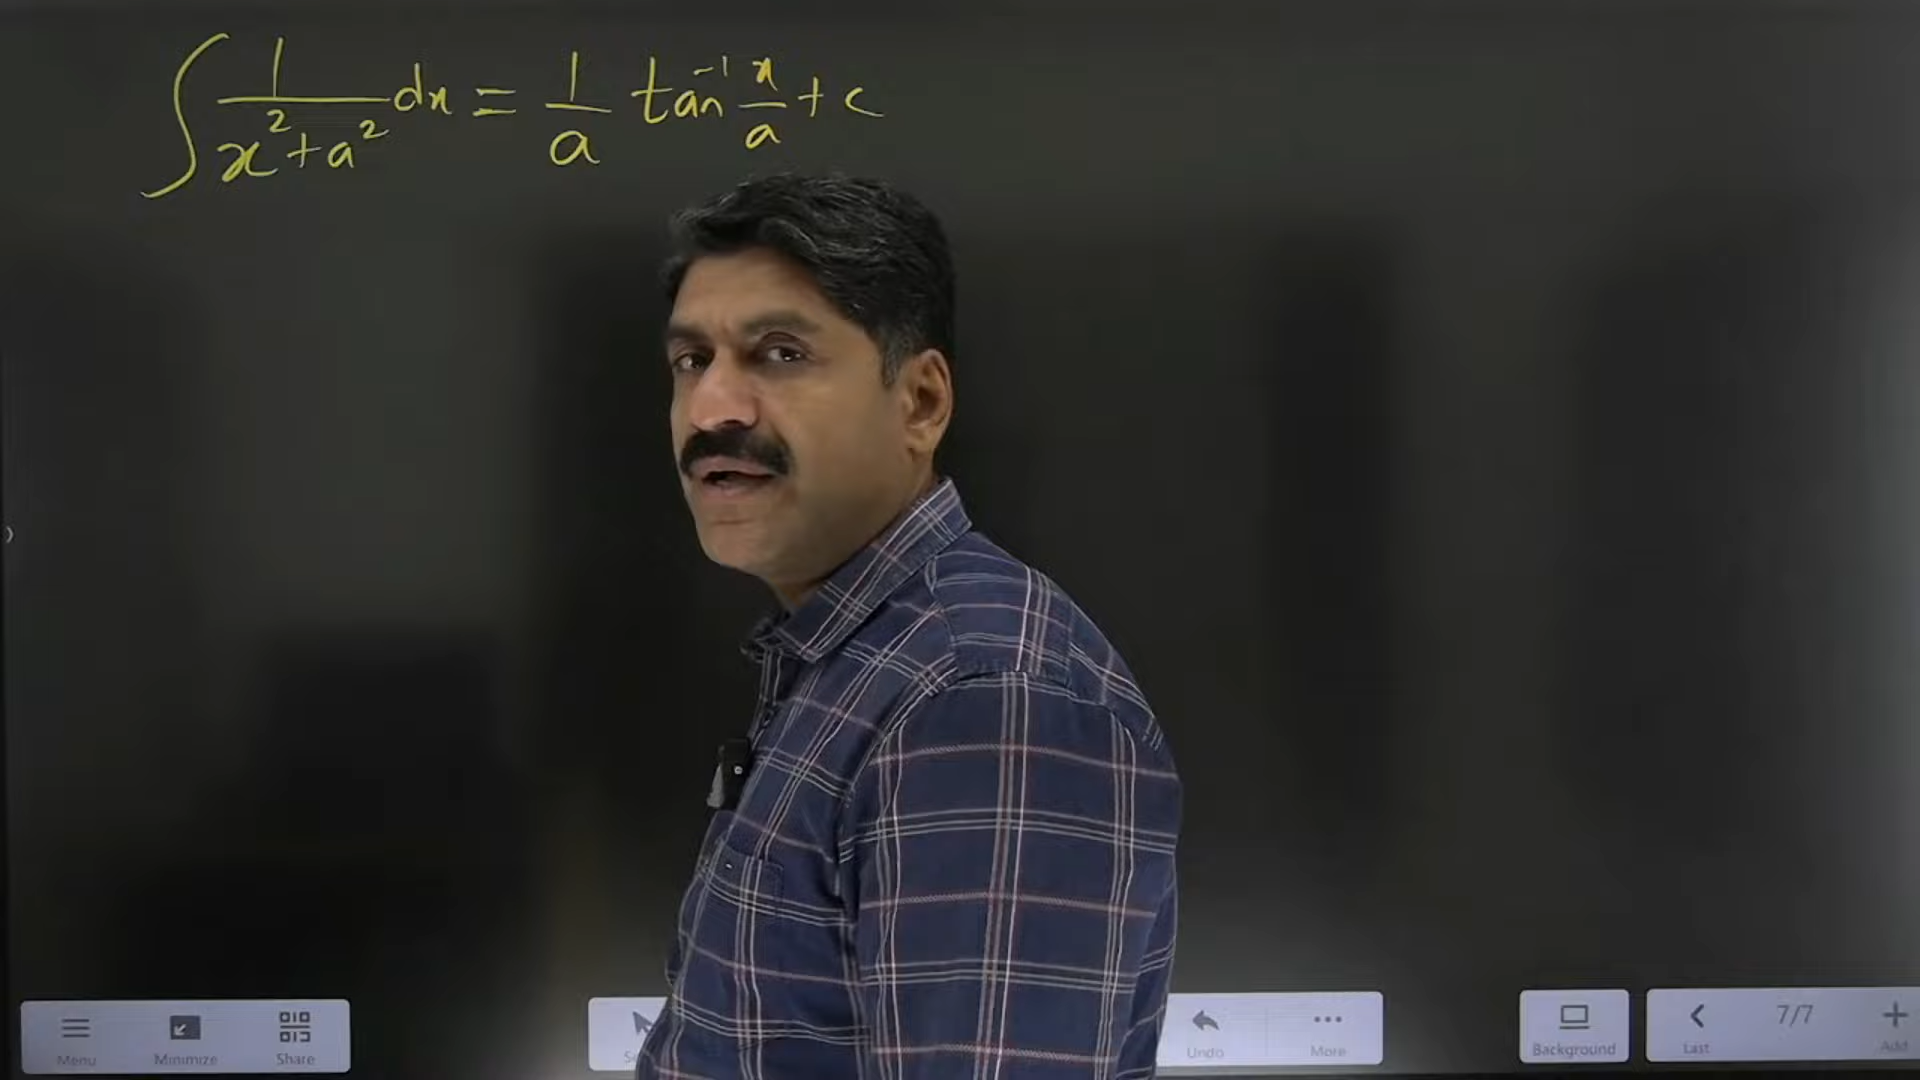 ∫ 1/(x²+a²) dx = 1/a tan⁻¹ x/a + c
Menu Minimize Share Undo More Background 7/7 Last Add